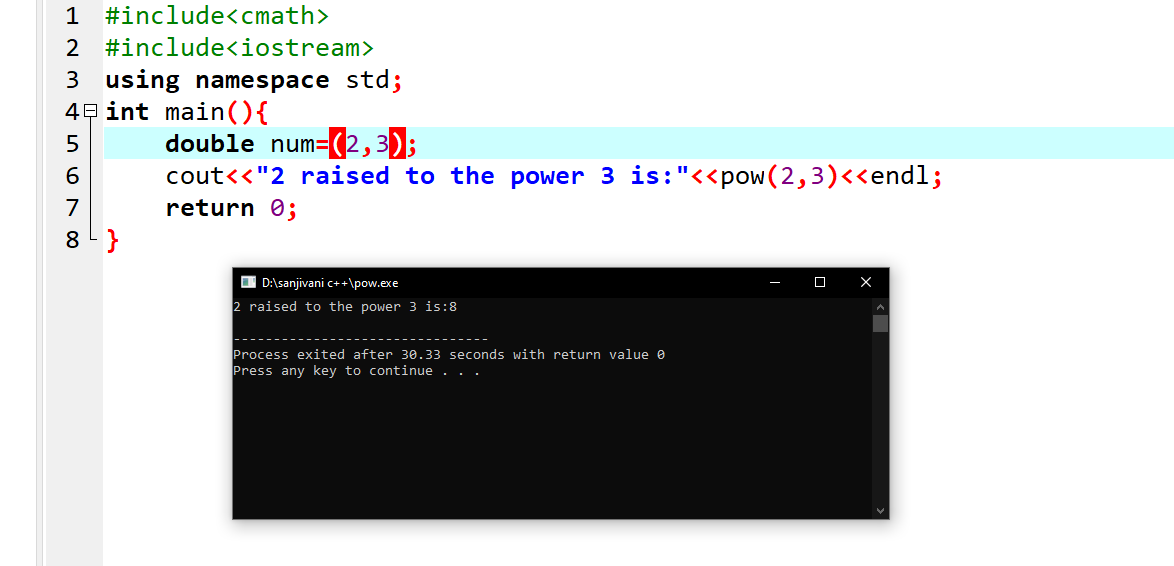 1 #include<cmath>
2 #include<iostream>
3 using namespace std;
4 int main(){
5     double num=(2,3);
6     cout<<"2 raised to the power 3 is:"<<pow(2,3)<<endl;
7     return 0;
8 }
D:\sanjivani c++\pow.exe
2 raised to the power 3 is:8
--------------------------------
Process exited after 30.33 seconds with return value 0
Press any key to continue . . .